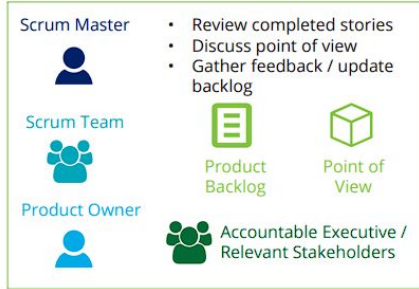 Scrum Master
• Review completed stories
• Discuss point of view
• Gather feedback / update
backlog
Scrum Team
Product
Backlog
Point of
View
Product Owner
Accountable Executive /
Relevant Stakeholders